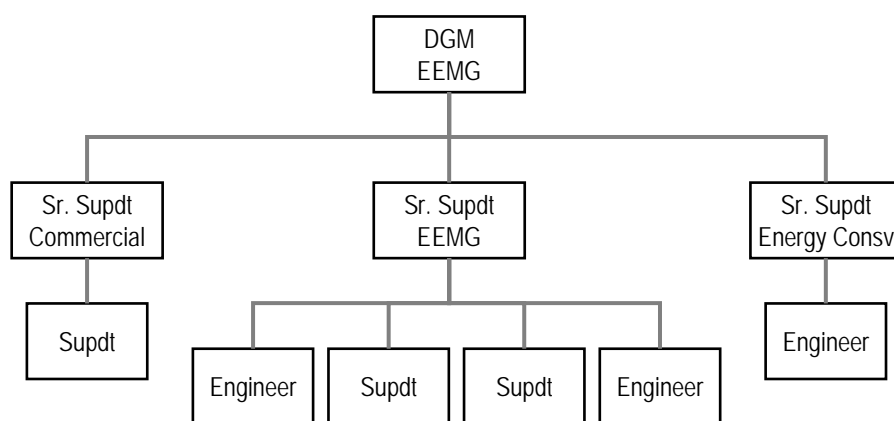 DGM
EEMG
Sr. Supdt
Commercial
Sr. Supdt
EEMG
Sr. Supdt
Energy Consv
Supdt
Engineer
Engineer
Supdt
Supdt
Engineer